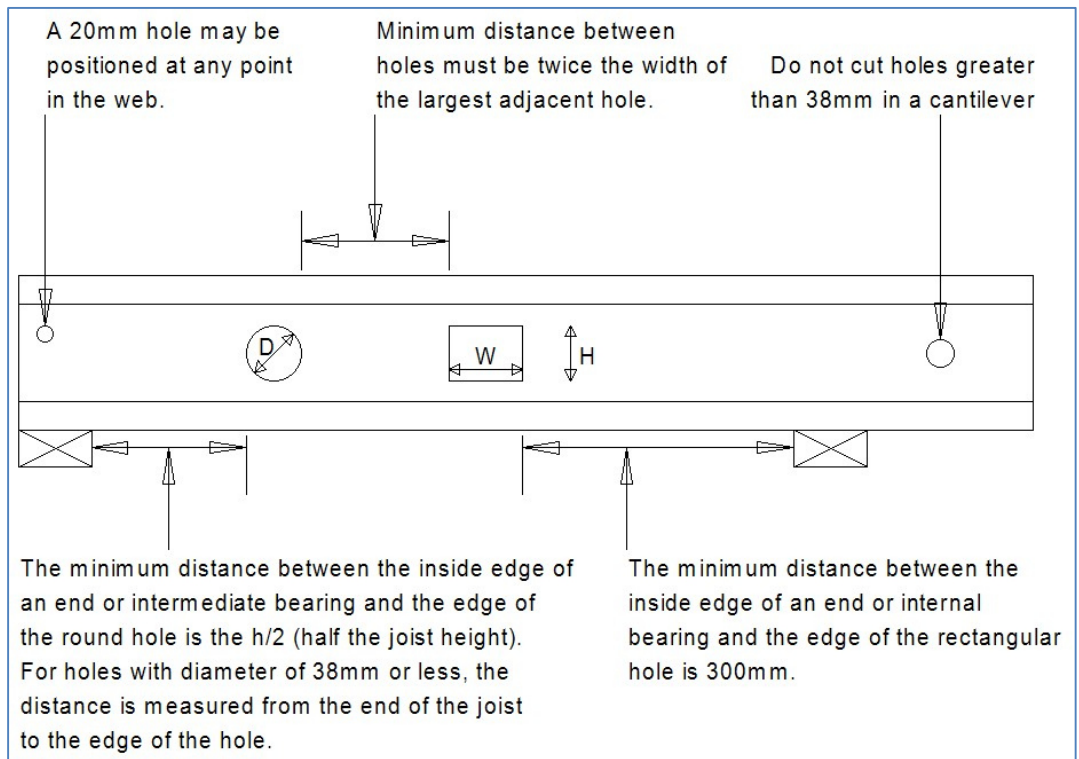 A 20mm hole may be
positioned at any point
in the web.
Minimum distance between
holes must be twice the width of
the largest adjacent hole.
Do not cut holes greater
than 38mm in a cantilever
D
W
H
The minimum distance between the inside edge of
an end or intermediate bearing and the edge of
the round hole is the h/2 (half the joist height).
For holes with diameter of 38mm or less, the
distance is measured from the end of the joist
to the edge of the hole.
The minimum distance between the
inside edge of an end or internal
bearing and the edge of the rectangular
hole is 300mm.